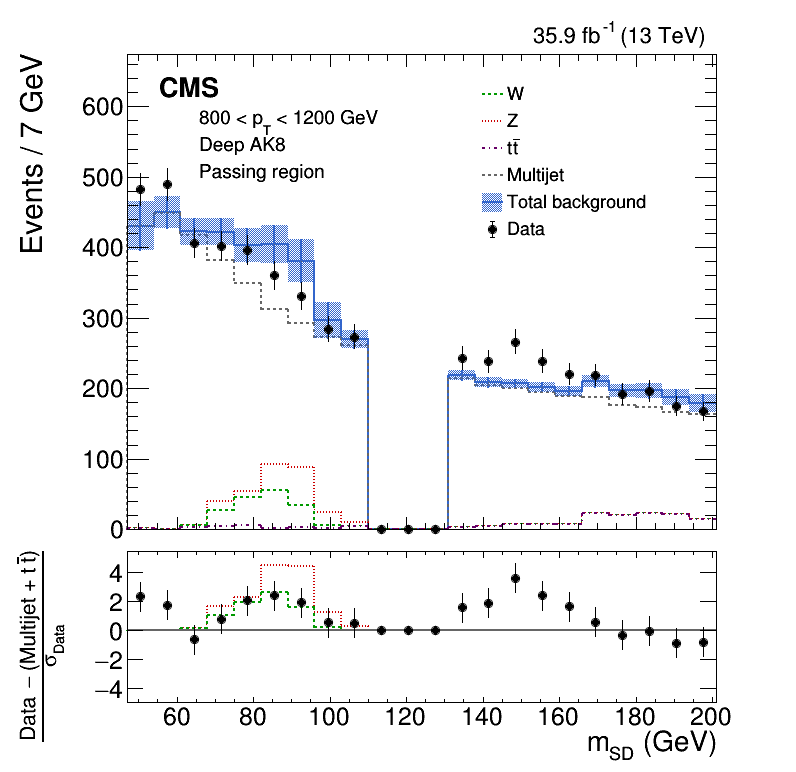 35.9 fb⁻¹ (13 TeV)
CMS
800 < p_T < 1200 GeV
Deep AK8
Passing region
W
Z
tt̄
Multijet
Total background
Data
Events / 7 GeV
600
500
400
300
200
100
0
Data − (Multijet + tt̄)
σ_Data
4
2
0
−2
−4
60 80 100 120 140 160 180 200
m_SD (GeV)